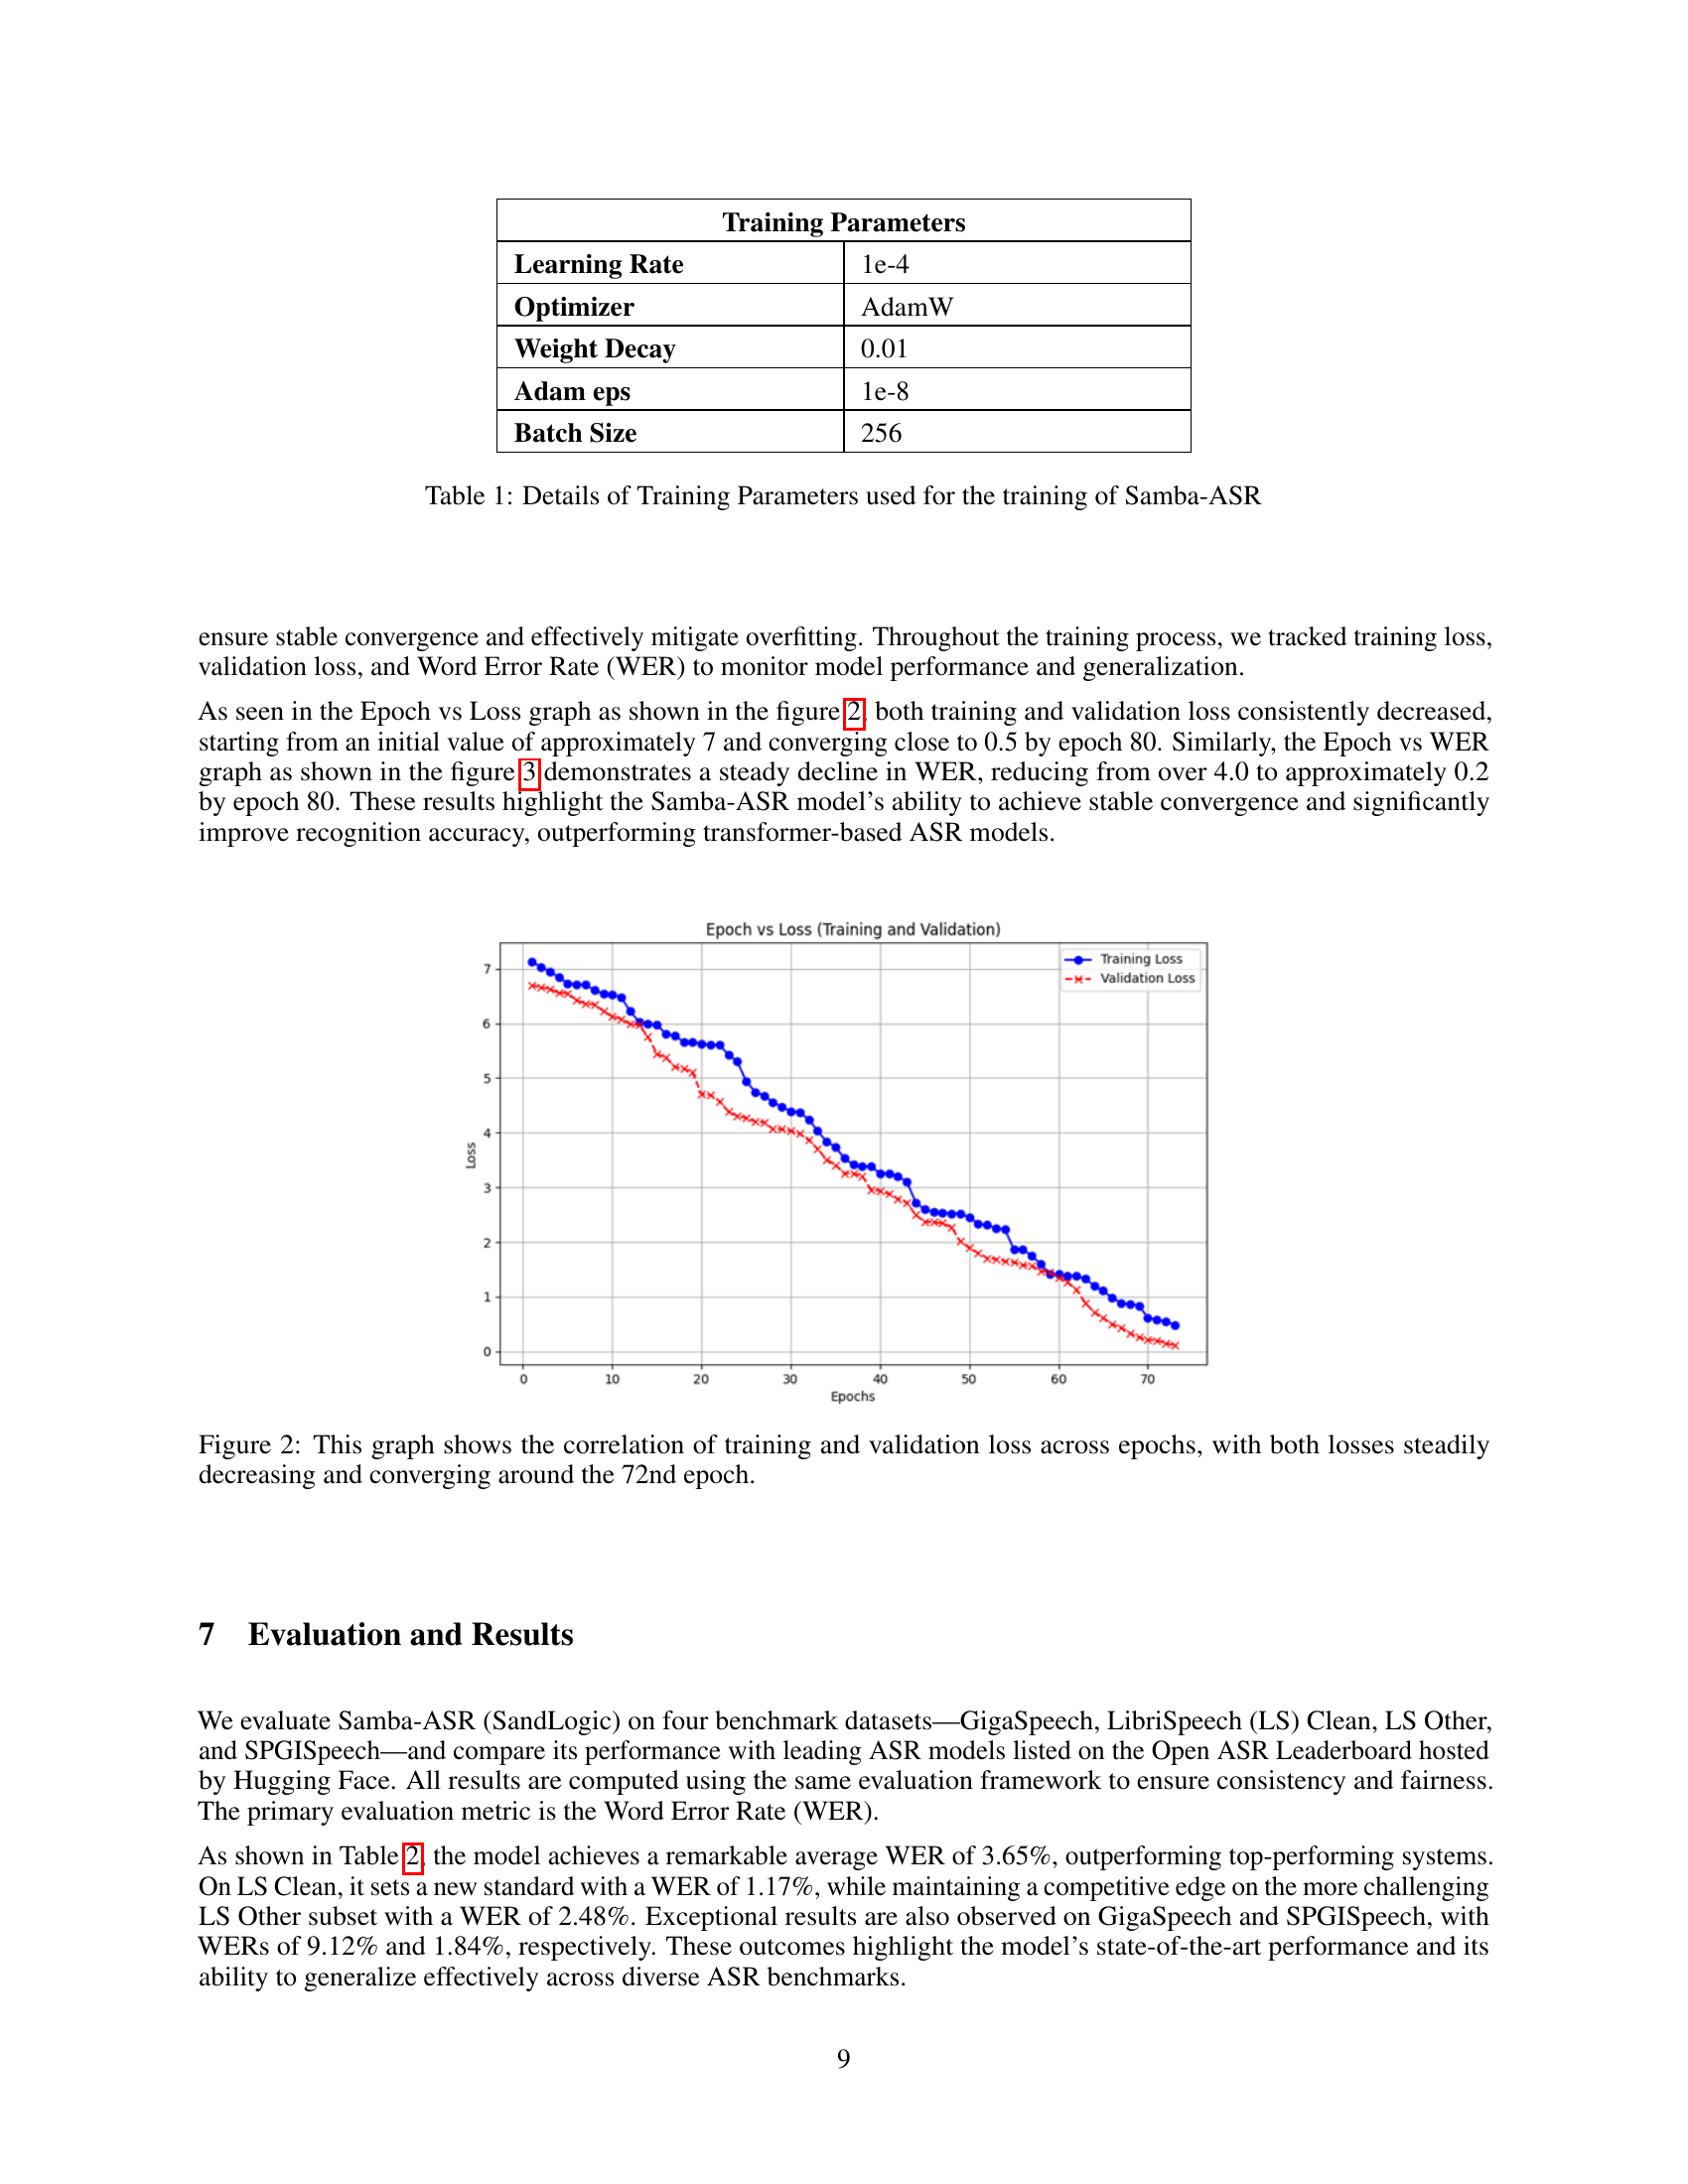 Training Parameters
Learning Rate 1e-4
Optimizer AdamW
Weight Decay 0.01
Adam eps 1e-8
Batch Size 256
Table 1: Details of Training Parameters used for the training of Samba-ASR
ensure stable convergence and effectively mitigate overfitting. Throughout the training process, we tracked training loss,
validation loss, and Word Error Rate (WER) to monitor model performance and generalization.
As seen in the Epoch vs Loss graph as shown in the figure 2, both training and validation loss consistently decreased,
starting from an initial value of approximately 7 and converging close to 0.5 by epoch 80. Similarly, the Epoch vs WER
graph as shown in the figure 3 demonstrates a steady decline in WER, reducing from over 4.0 to approximately 0.2
by epoch 80. These results highlight the Samba-ASR model's ability to achieve stable convergence and significantly
improve recognition accuracy, outperforming transformer-based ASR models.
Epoch vs Loss (Training and Validation)
Training Loss
Validation Loss
7
6
5
4
3
2
1
0
Loss
0 10 20 30 40 50 60 70
Epochs
Figure 2: This graph shows the correlation of training and validation loss across epochs, with both losses steadily
decreasing and converging around the 72nd epoch.
7 Evaluation and Results
We evaluate Samba-ASR (SandLogic) on four benchmark datasets—GigaSpeech, LibriSpeech (LS) Clean, LS Other,
and SPGISpeech—and compare its performance with leading ASR models listed on the Open ASR Leaderboard hosted
by Hugging Face. All results are computed using the same evaluation framework to ensure consistency and fairness.
The primary evaluation metric is the Word Error Rate (WER).
As shown in Table 2, the model achieves a remarkable average WER of 3.65%, outperforming top-performing systems.
On LS Clean, it sets a new standard with a WER of 1.17%, while maintaining a competitive edge on the more challenging
LS Other subset with a WER of 2.48%. Exceptional results are also observed on GigaSpeech and SPGISpeech, with
WERs of 9.12% and 1.84%, respectively. These outcomes highlight the model's state-of-the-art performance and its
ability to generalize effectively across diverse ASR benchmarks.
9